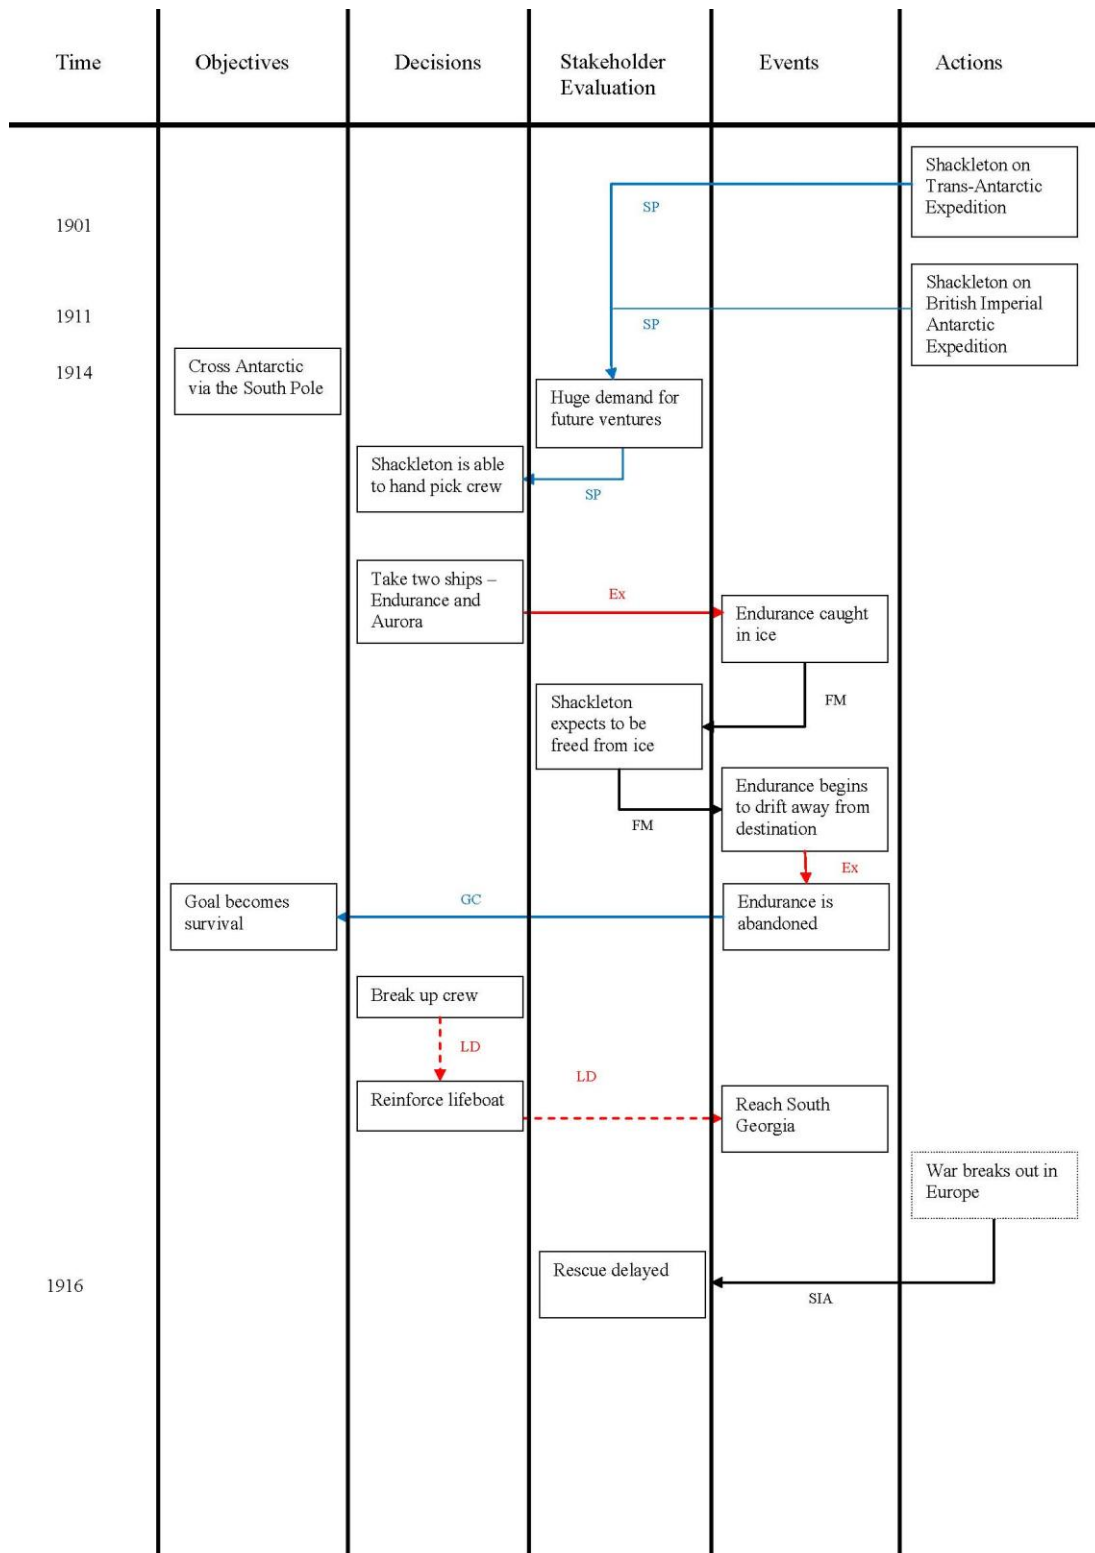 Time
Objectives
Decisions
Stakeholder
Evaluation
Events
Actions
Shackleton on
Trans-Antarctic
Expedition
SP
1901
Shackleton on
British Imperial
Antarctic
Expedition
1911
SP
1914
Cross Antarctic
via the South Pole
Huge demand for
future ventures
Shackleton is able
to hand pick crew
SP
Take two ships –
Endurance and
Aurora
Ex
Endurance caught
in ice
Shackleton
expects to be
freed from ice
FM
Endurance begins
to drift away from
destination
FM
Ex
Goal becomes
survival
GC
Endurance is
abandoned
Break up crew
LD
LD
Reinforce lifeboat
Reach South
Georgia
War breaks out in
Europe
Rescue delayed
1916
SIA